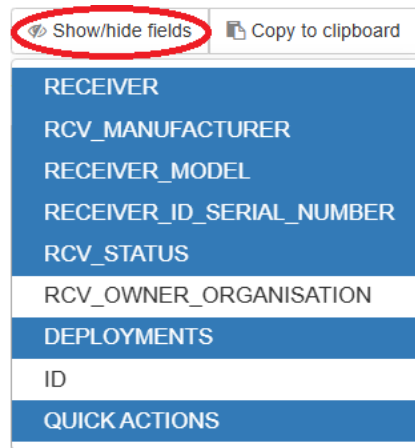 Show/hide fields Copy to clipboard
RECEIVER
RCV_MANUFACTURER
RECEIVER_MODEL
RECEIVER_ID_SERIAL_NUMBER
RCV_STATUS
RCV_OWNER_ORGANISATION
DEPLOYMENTS
ID
QUICK ACTIONS